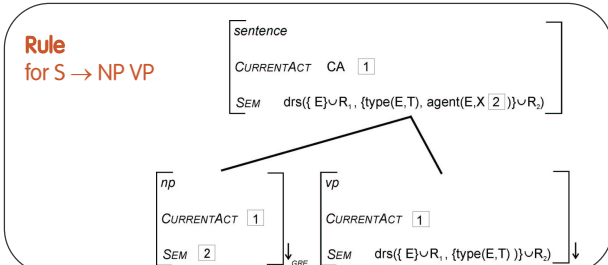 Rule
for S → NP VP
sentence
CURRENTACT CA 1
SEM drs({ E}∪R₁, {type(E,T), agent(E,X 2 )}∪R₂)
np
CURRENTACT 1
SEM 2
↓GRE
vp
CURRENTACT 1
SEM drs({ E}∪R₁, {type(E,T) )}∪R₂)
↓